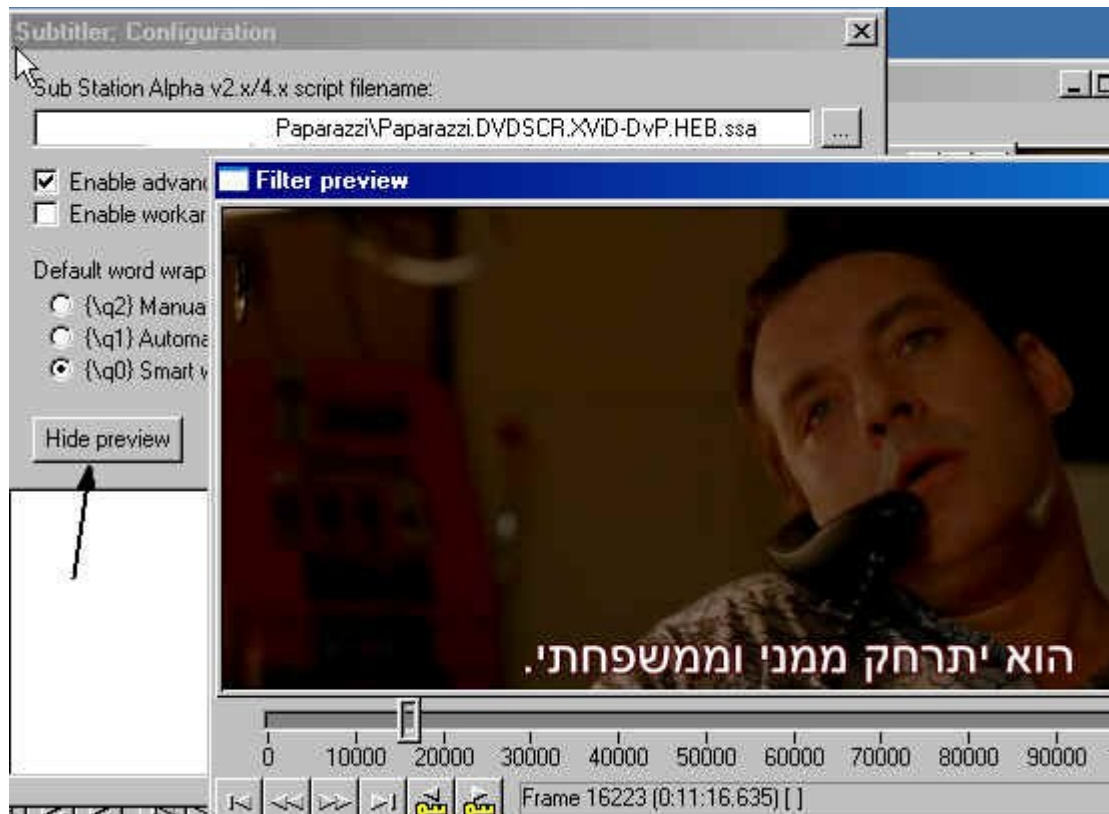 Subtitler: Configuration
Sub Station Alpha v2.x/4.x script filename:
Paparazzi\Paparazzi.DVDSCR.XViD-DvP.HEB.ssa
...
Enable advan
Filter preview
Enable workar
Default word wrap
{\q2} Manua
{\q1} Automa
{\q0} Smart w
Hide preview
הוא יתרחק ממני וממשפחתי.
0 10000 20000 30000 40000 50000 60000 70000 80000 90000
Frame 16223 (0:11:16.635) [ ]